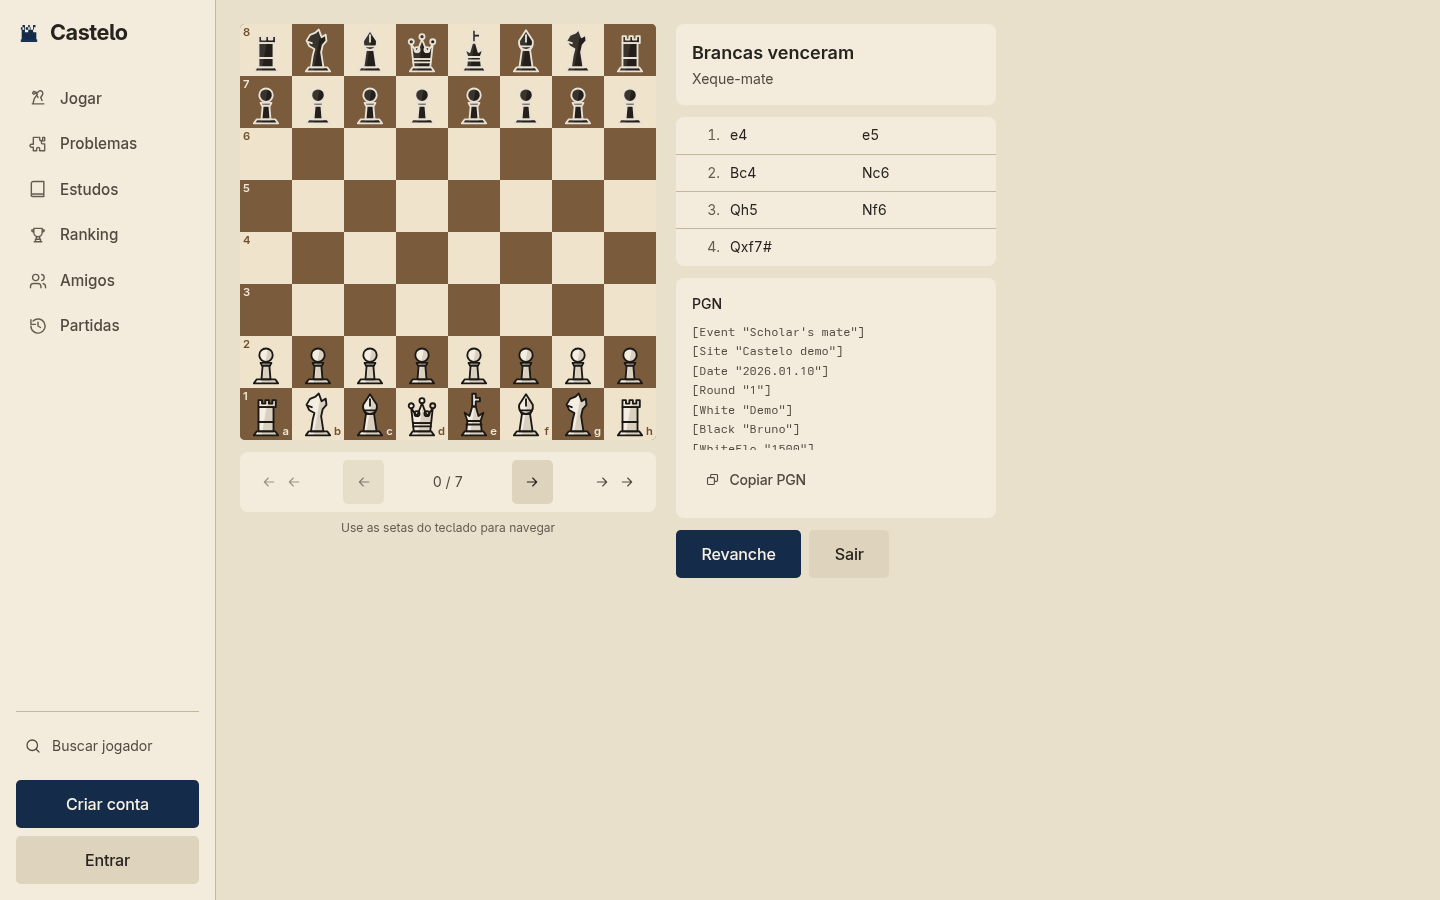 Castelo
Jogar
Problemas
Estudos
Ranking
Amigos
Partidas
Buscar jogador
Criar conta
Entrar
8
7
6
5
4
3
2
1
a b c d e f g h
0 / 7
Use as setas do teclado para navegar
Brancas venceram
Xeque-mate
1. e4 e5
2. Bc4 Nc6
3. Qh5 Nf6
4. Qxf7#
PGN
[Event "Scholar's mate"]
[Site "Castelo demo"]
[Date "2026.01.10"]
[Round "1"]
[White "Demo"]
[Black "Bruno"]
[WhiteElo "1500"]
Copiar PGN
Revanche
Sair